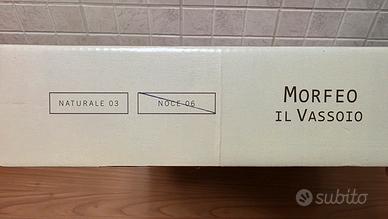 NATURALE 03
NOCE 06
MORFEO
IL VASSOIO
subito